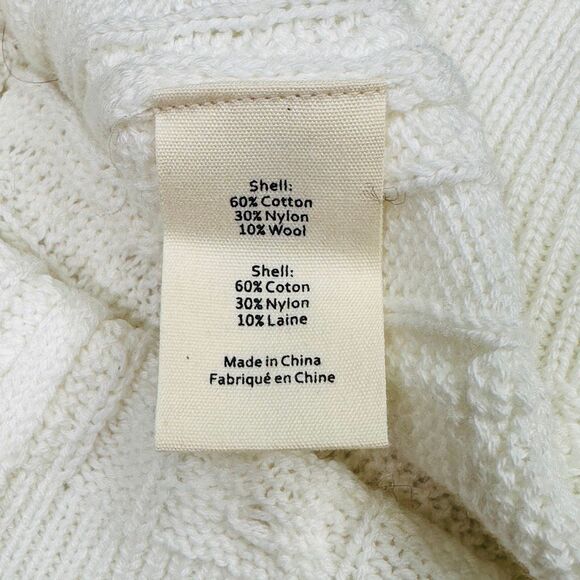 Shell:
60% Cotton
30% Nylon
10% Wool
Shell:
60% Coton
30% Nylon
10% Laine
Made in China
Fabriqué en Chine